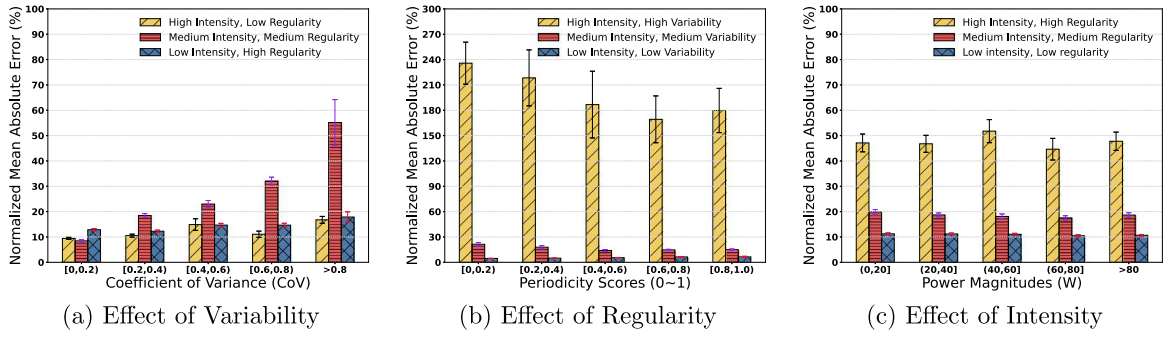 Normalized Mean Absolute Error (%)
100
90
80
70
60
50
40
30
20
10
0
High Intensity, Low Regularity
Medium Intensity, Medium Regularity
Low Intensity, High Regularity
[0,0.2)
[0.2,0.4)
[0.4,0.6)
[0.6,0.8)
>0.8
Coefficient of Variance (CoV)
(a) Effect of Variability
Normalized Mean Absolute Error (%)
300
270
240
210
180
150
120
90
60
30
0
High Intensity, High Variability
Medium Intensity, Medium Variability
Low Intensity, Low Variability
[0,0.2)
[0.2,0.4)
[0.4,0.6)
[0.6,0.8)
[0.8,1.0)
Periodicity Scores (0~1)
(b) Effect of Regularity
Normalized Mean Absolute Error (%)
100
90
80
70
60
50
40
30
20
10
0
High Intensity, High Regularity
Medium Intensity, Medium Regularity
Low intensity, Low regularity
(0,20]
(20,40]
(40,60]
(60,80]
>80
Power Magnitudes (W)
(c) Effect of Intensity